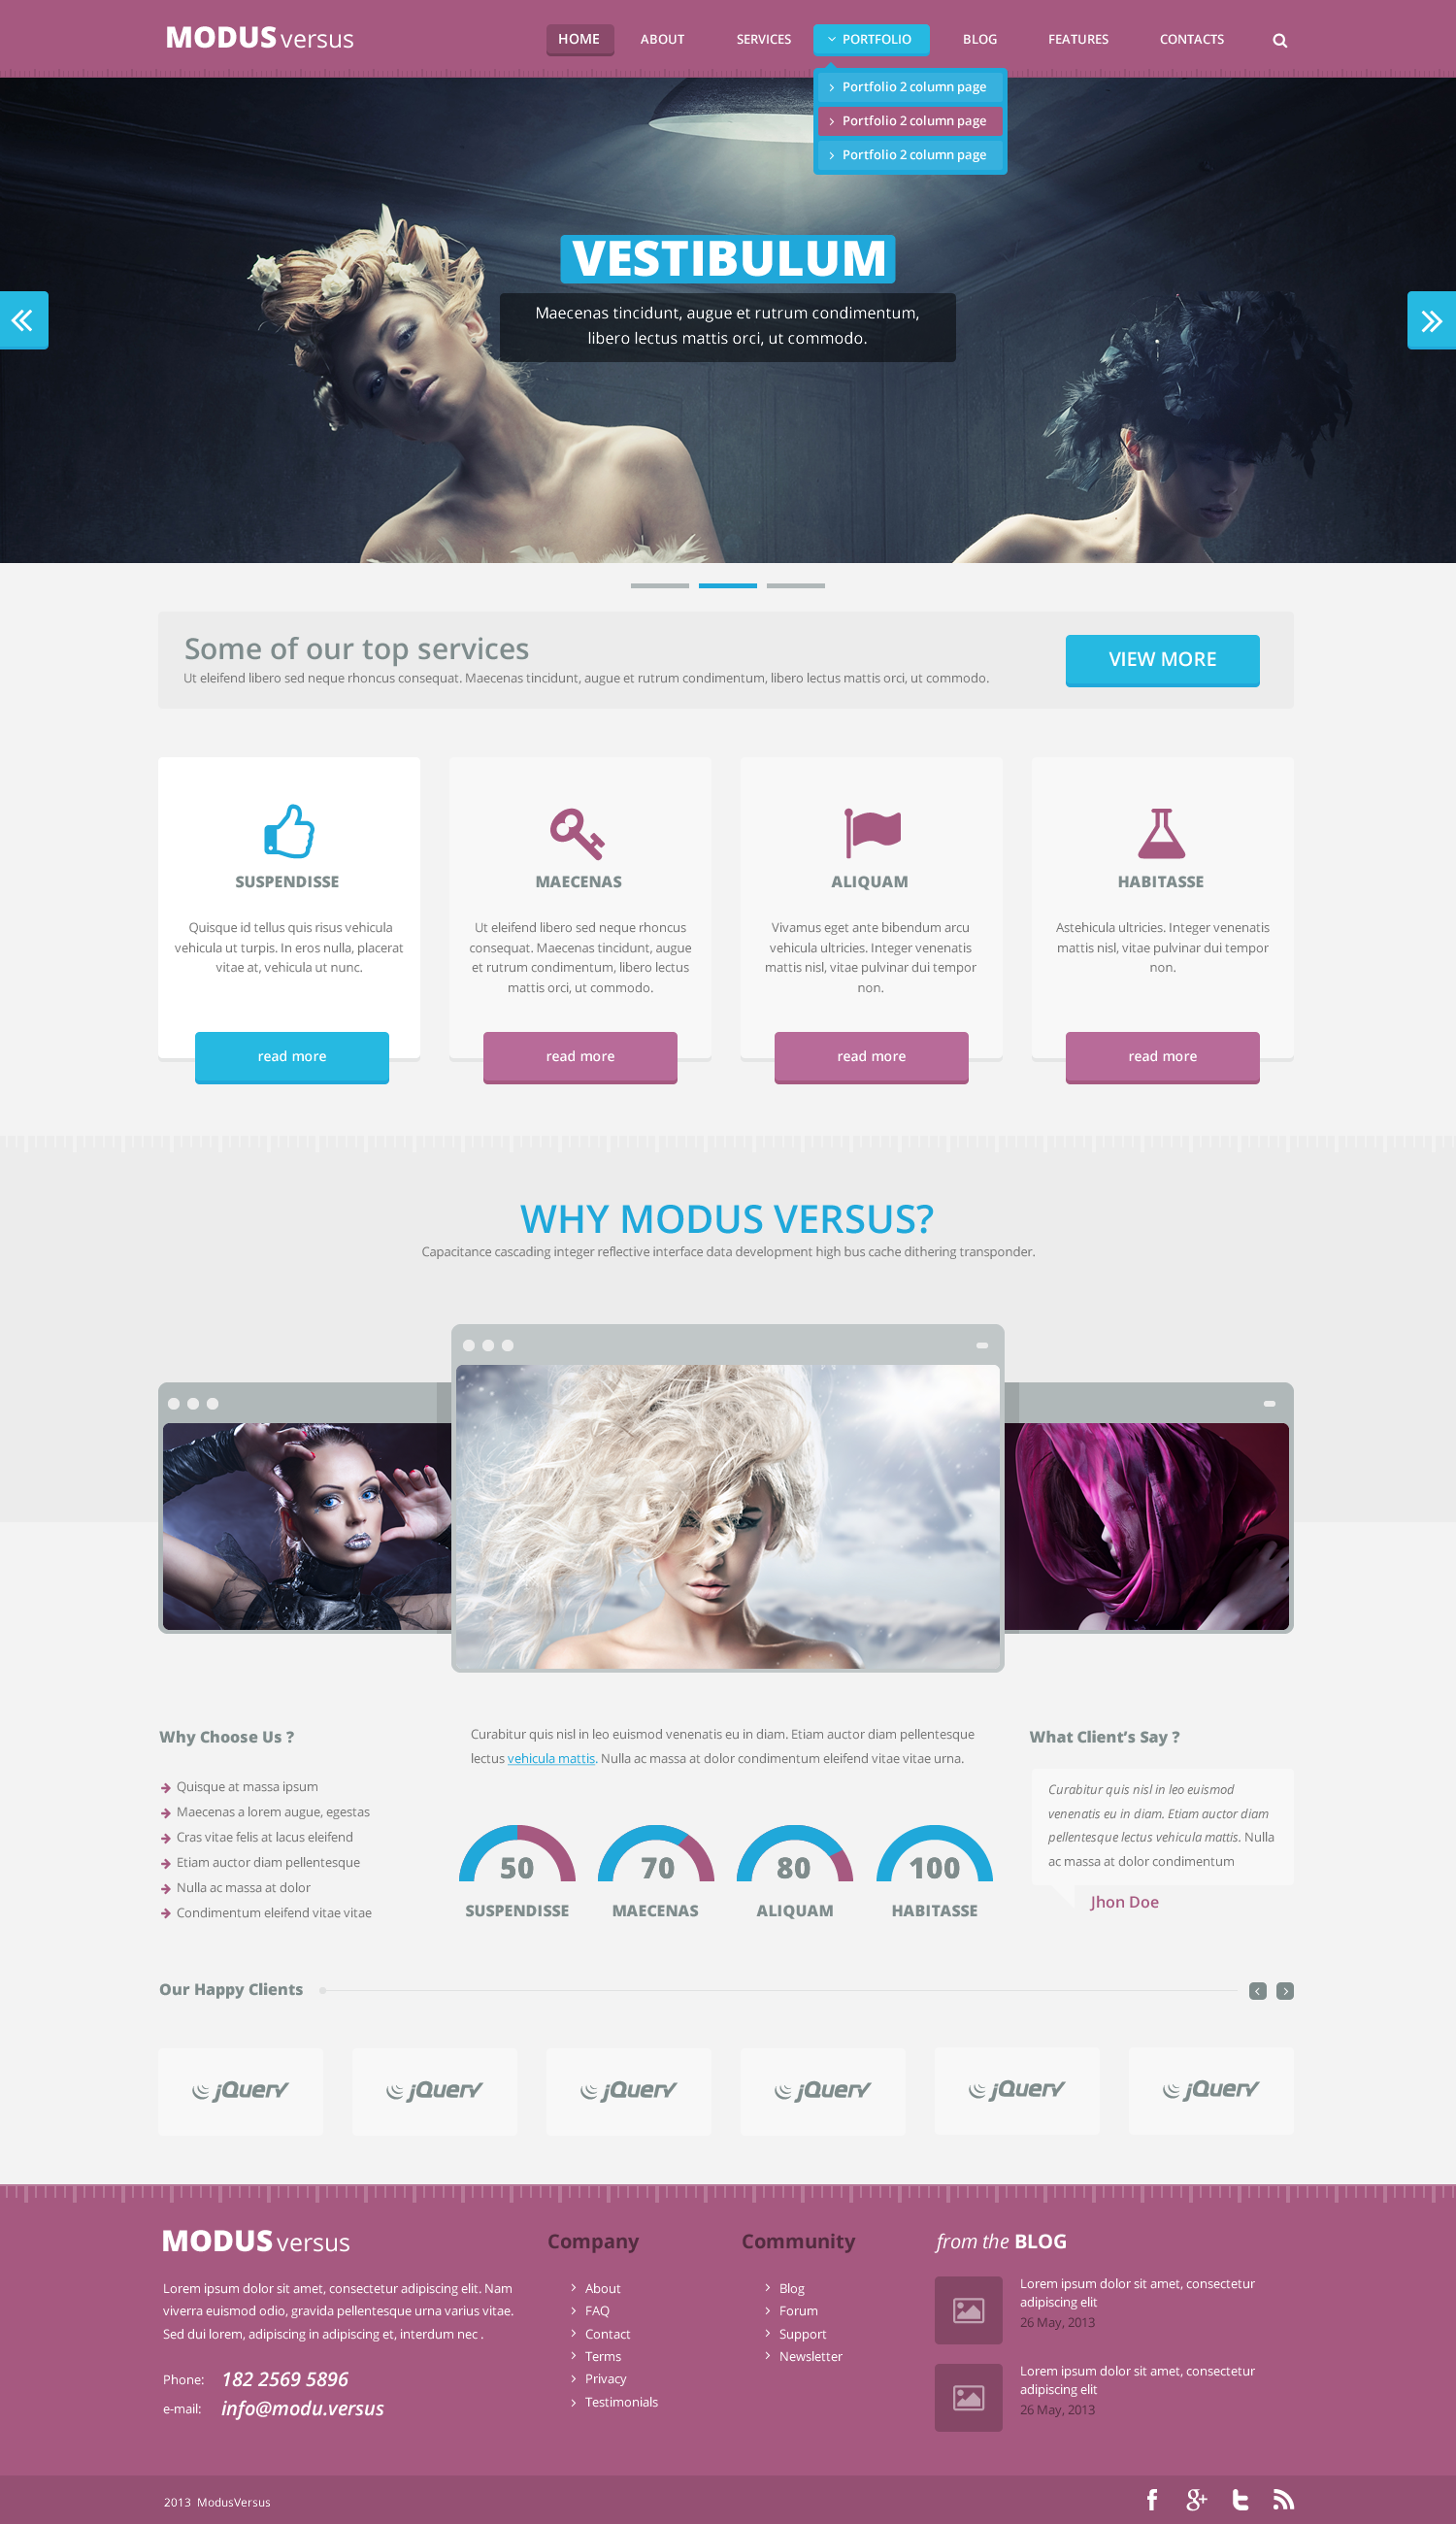 MODUS versus
HOME ABOUT SERVICES PORTFOLIO BLOG FEATURES CONTACTS
Portfolio 2 column page
Portfolio 2 column page
Portfolio 2 column page
VESTIBULUM
Maecenas tincidunt, augue et rutrum condimentum,
libero lectus mattis orci, ut commodo.
Some of our top services
Ut eleifend libero sed neque rhoncus consequat. Maecenas tincidunt, augue et rutrum condimentum, libero lectus mattis orci, ut commodo.
VIEW MORE
SUSPENDISSE
Quisque id tellus quis risus vehicula
vehicula ut turpis. In eros nulla, placerat
vitae at, vehicula ut nunc.
read more
MAECENAS
Ut eleifend libero sed neque rhoncus
consequat. Maecenas tincidunt, augue
et rutrum condimentum, libero lectus
mattis orci, ut commodo.
read more
ALIQUAM
Vivamus eget ante bibendum arcu
vehicula ultricies. Integer venenatis
mattis nisl, vitae pulvinar dui tempor
non.
read more
HABITASSE
Astehicula ultricies. Integer venenatis
mattis nisl, vitae pulvinar dui tempor
non.
read more
WHY MODUS VERSUS?
Capacitance cascading integer reflective interface data development high bus cache dithering transponder.
Why Choose Us ?
Quisque at massa ipsum
Maecenas a lorem augue, egestas
Cras vitae felis at lacus eleifend
Etiam auctor diam pellentesque
Nulla ac massa at dolor
Condimentum eleifend vitae vitae
Curabitur quis nisl in leo euismod venenatis eu in diam. Etiam auctor diam pellentesque
lectus vehicula mattis. Nulla ac massa at dolor condimentum eleifend vitae vitae urna.
50 70 80 100
SUSPENDISSE MAECENAS ALIQUAM HABITASSE
What Client's Say ?
Curabitur quis nisl in leo euismod
venenatis eu in diam. Etiam auctor diam
pellentesque lectus vehicula mattis. Nulla
ac massa at dolor condimentum
Jhon Doe
Our Happy Clients
jQuery jQuery jQuery jQuery jQuery jQuery
MODUS versus
Lorem ipsum dolor sit amet, consectetur adipiscing elit. Nam
viverra euismod odio, gravida pellentesque urna varius vitae.
Sed dui lorem, adipiscing in adipiscing et, interdum nec .
Phone: 182 2569 5896
e-mail: info@modu.versus
Company
About
FAQ
Contact
Terms
Privacy
Testimonials
Community
Blog
Forum
Support
Newsletter
from the BLOG
Lorem ipsum dolor sit amet, consectetur
adipiscing elit
26 May, 2013
Lorem ipsum dolor sit amet, consectetur
adipiscing elit
26 May, 2013
2013 ModusVersus